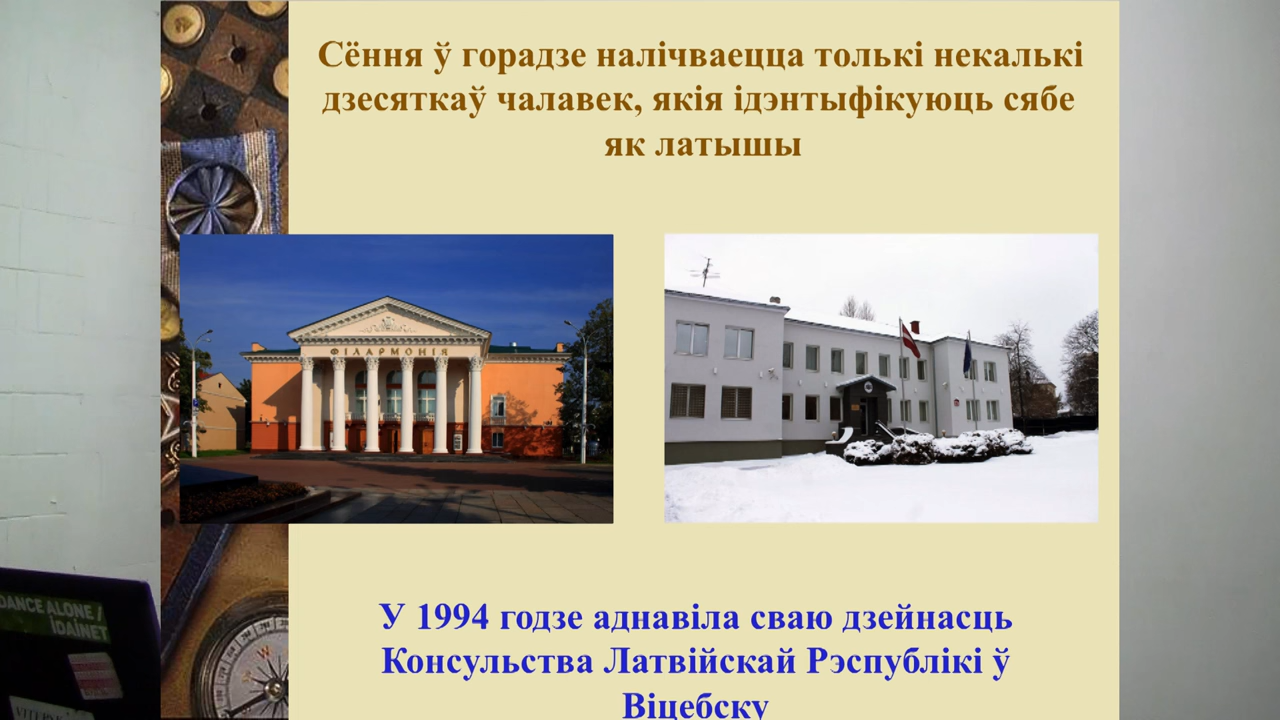 Сёння ў горадзе налічваецца толькі некалькі
дзесяткаў чалавек, якія ідэнтыфікуюць сябе
як латышы
ФІЛАРМОНІЯ
У 1994 годзе аднавіла сваю дзейнасць
Консульства Латвійскай Рэспублікі ў
Віцебску
DANCE ALONE /
IDAINET
W